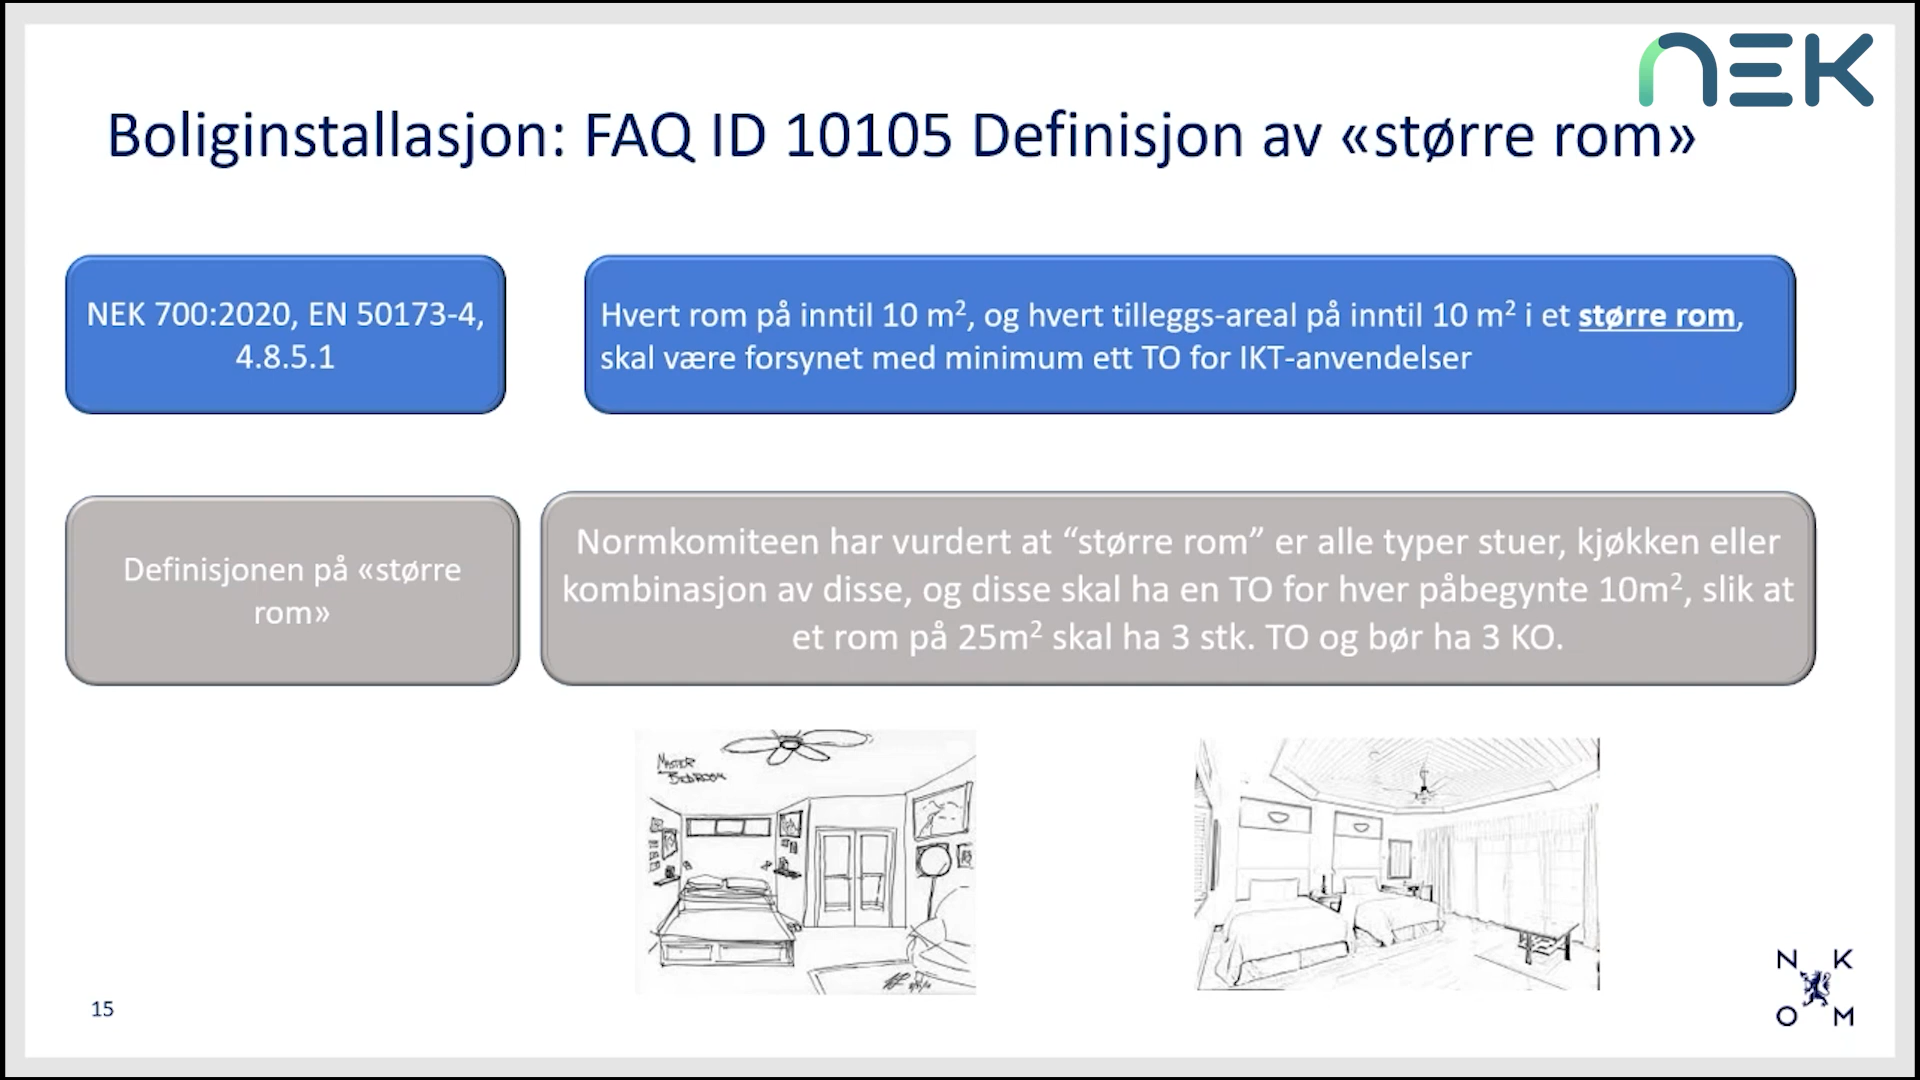 NEK
Boliginstallasjon: FAQ ID 10105 Definisjon av «større rom»
NEK 700:2020, EN 50173-4,
4.8.5.1
Hvert rom på inntil 10 m², og hvert tilleggs-areal på inntil 10 m² i et større rom,
skal være forsynet med minimum ett TO for IKT-anvendelser
Definisjonen på «større
rom»
Normkomiteen har vurdert at “større rom” er alle typer stuer, kjøkken eller
kombinasjon av disse, og disse skal ha en TO for hver påbegynte 10m², slik at
et rom på 25m² skal ha 3 stk. TO og bør ha 3 KO.
MASTER
BEDROOM
15
N K
O M